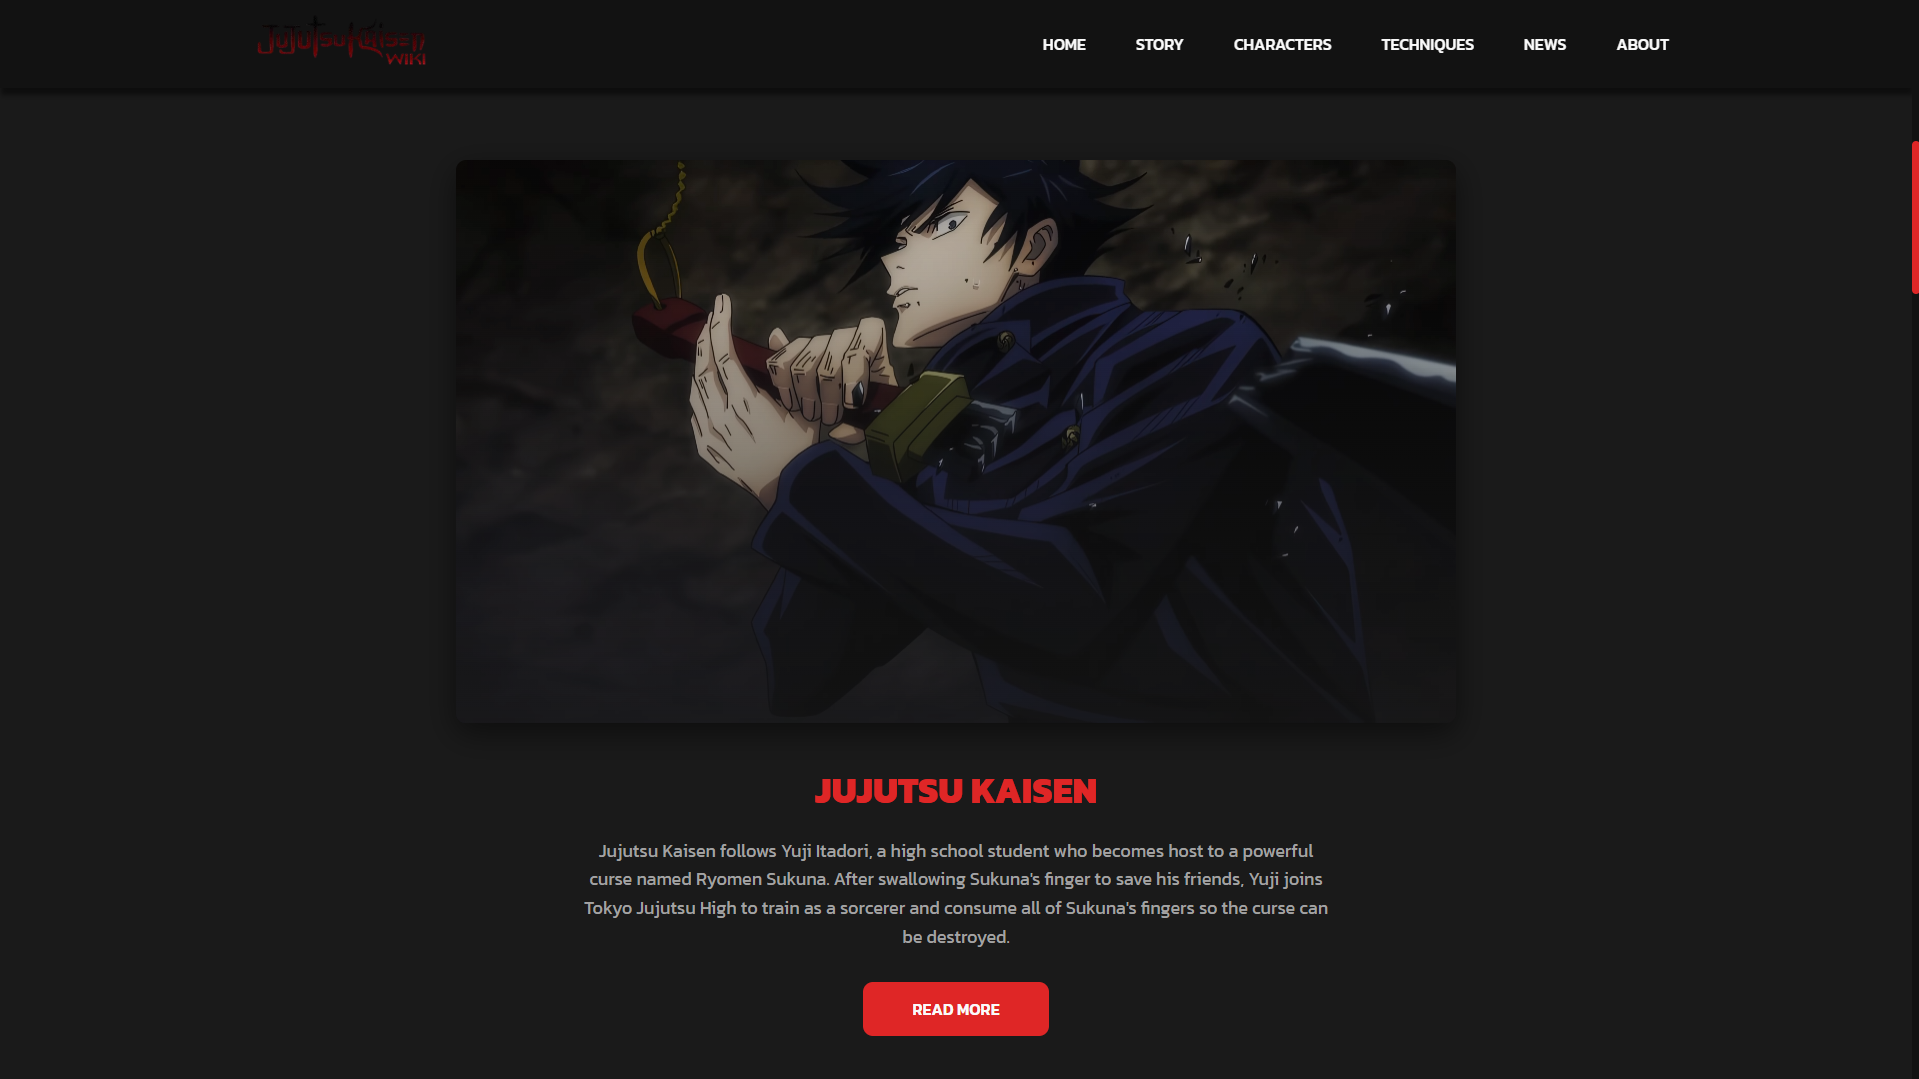 Jujutsu Kaisen
WIKI
HOME STORY CHARACTERS TECHNIQUES NEWS ABOUT
JUJUTSU KAISEN
Jujutsu Kaisen follows Yuji Itadori, a high school student who becomes host to a powerful
curse named Ryomen Sukuna. After swallowing Sukuna's finger to save his friends, Yuji joins
Tokyo Jujutsu High to train as a sorcerer and consume all of Sukuna's fingers so the curse can
be destroyed.
READ MORE